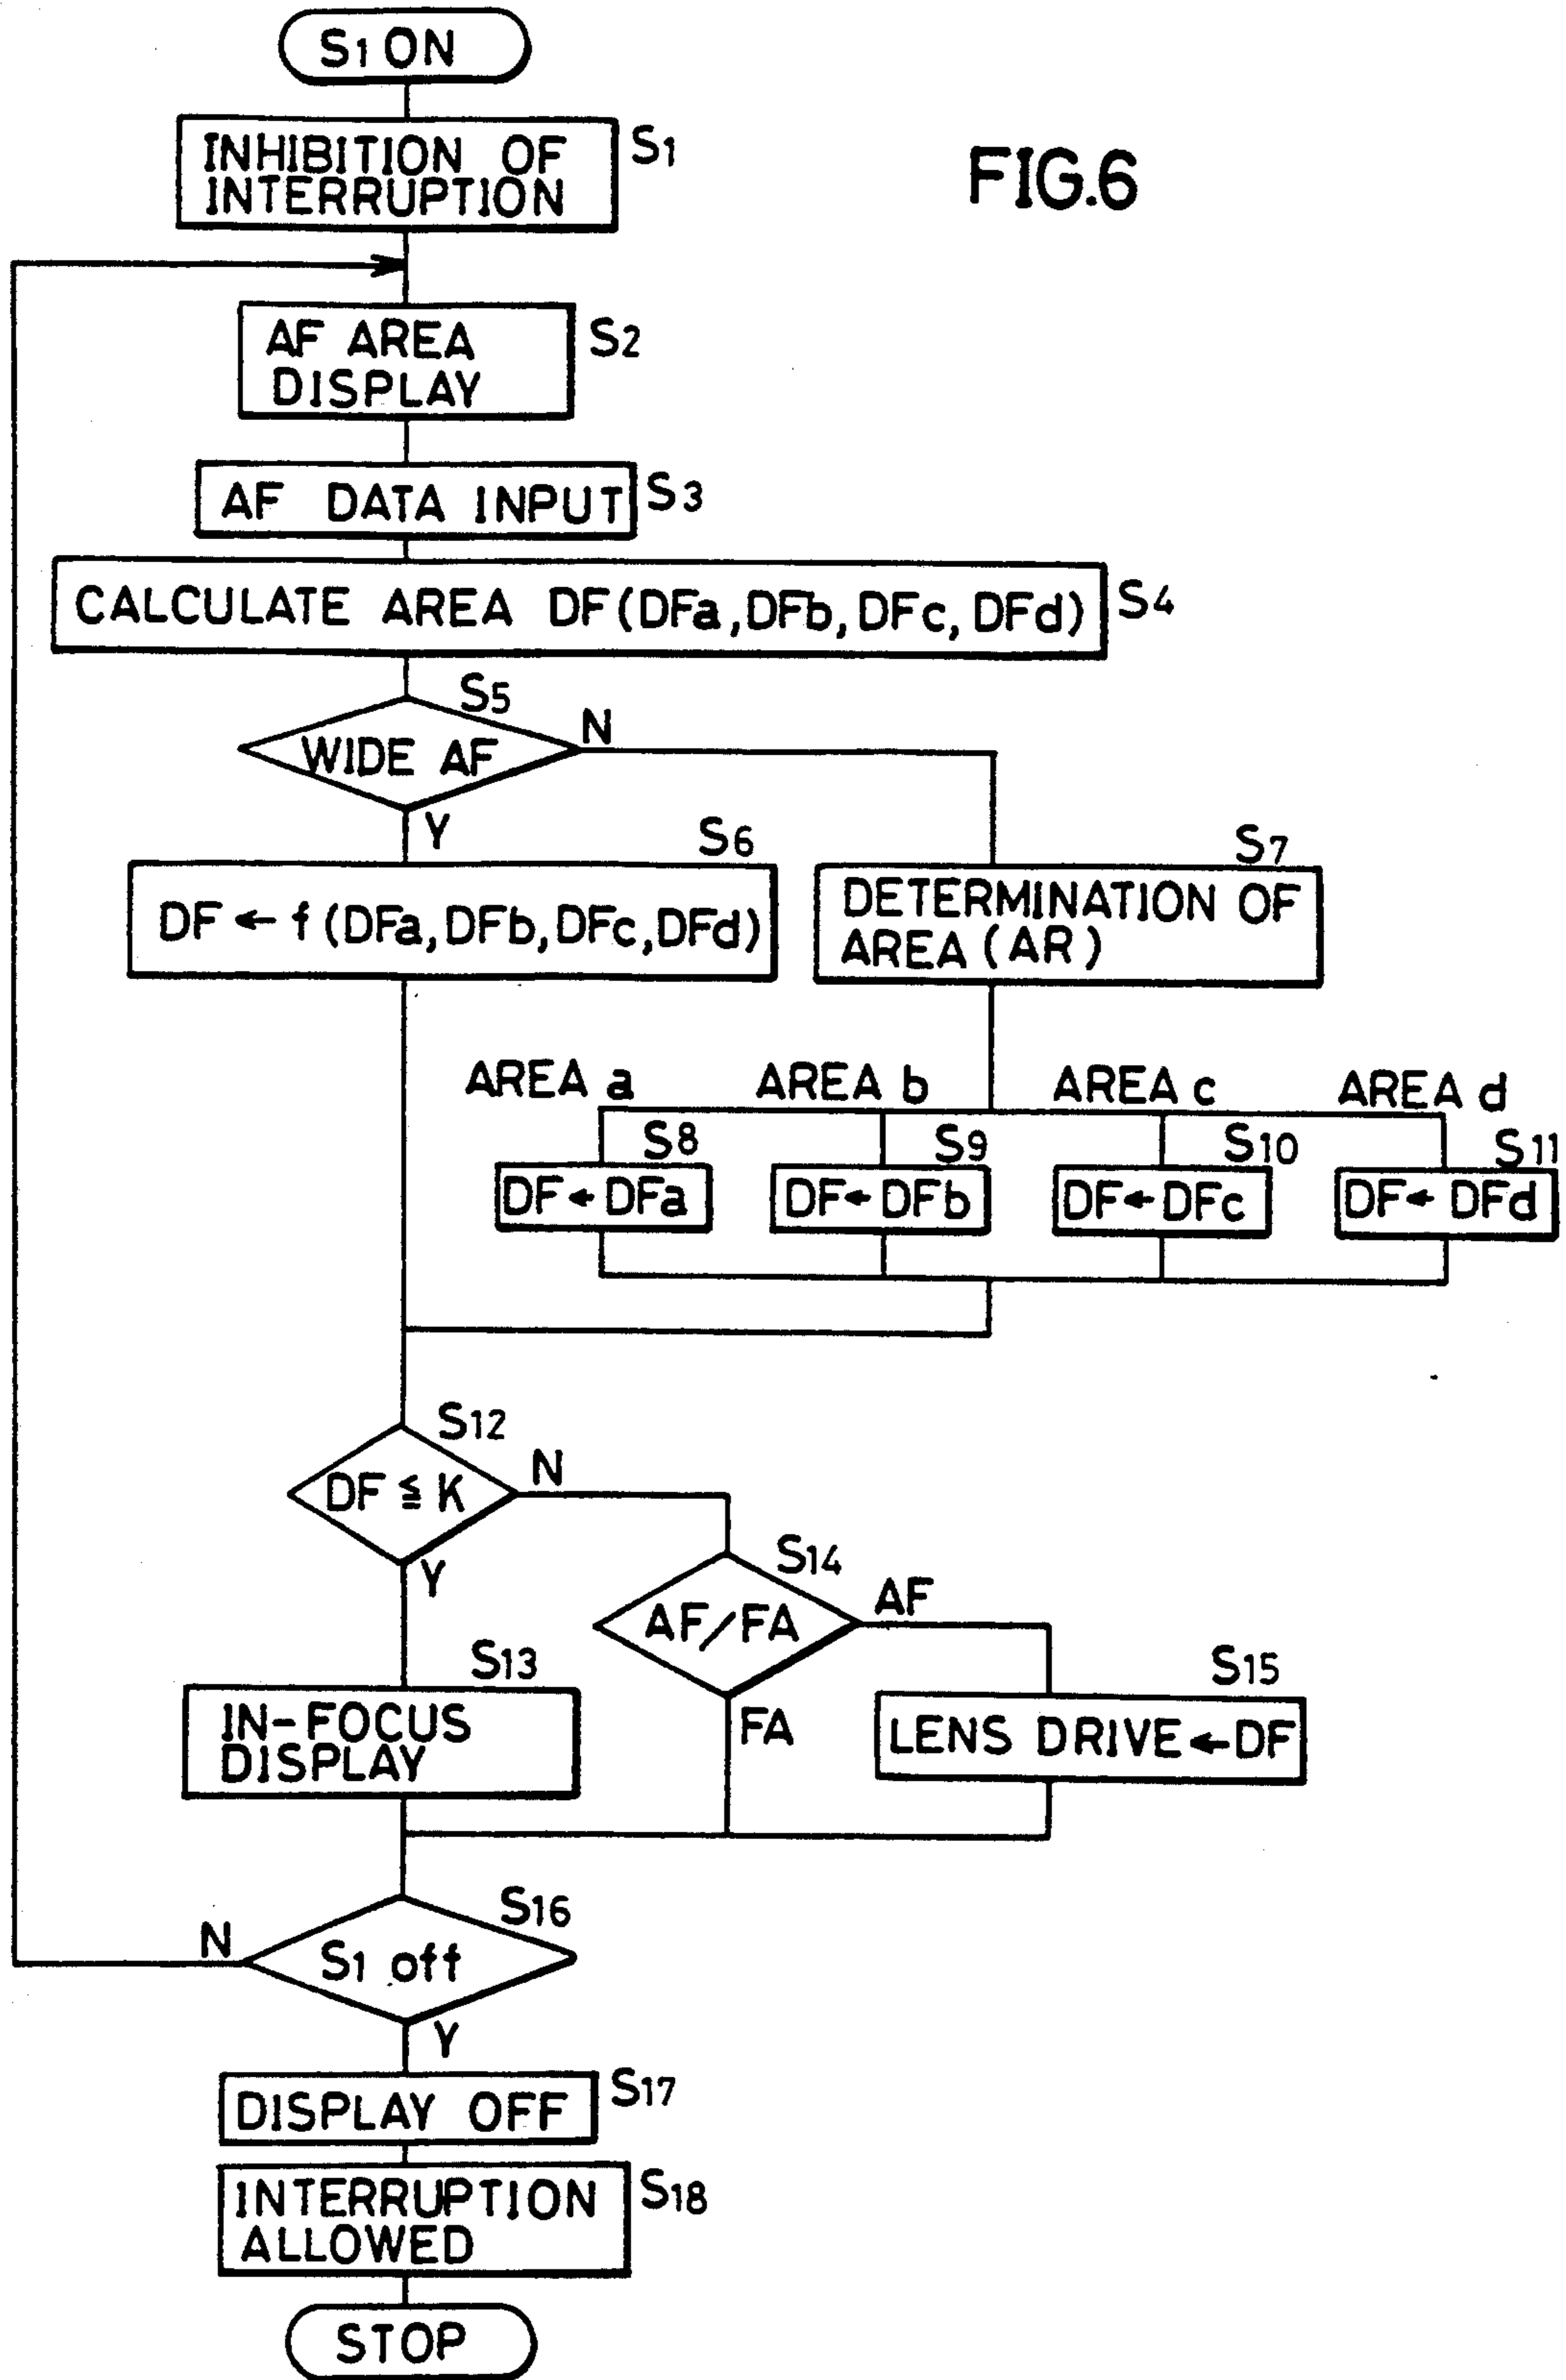 S1 ON
INHIBITION OF
INTERRUPTION
S1
FIG.6
AF AREA
DISPLAY
S2
AF DATA INPUT
S3
CALCULATE AREA DF(DFa,DFb,DFc,DFd)
S4
S5
WIDE AF
N
Y
S6
DF ← f(DFa,DFb,DFc,DFd)
S7
DETERMINATION OF
AREA (AR)
AREA a
AREA b
AREA c
AREA d
S8
S9
S10
S11
DF ← DFa
DF ← DFb
DF ← DFc
DF ← DFd
S12
DF ≦ K
N
Y
S14
AF/FA
AF
FA
S13
IN-FOCUS
DISPLAY
S15
LENS DRIVE ← DF
S16
S1 off
N
Y
DISPLAY OFF
S17
INTERRUPTION
ALLOWED
S18
STOP